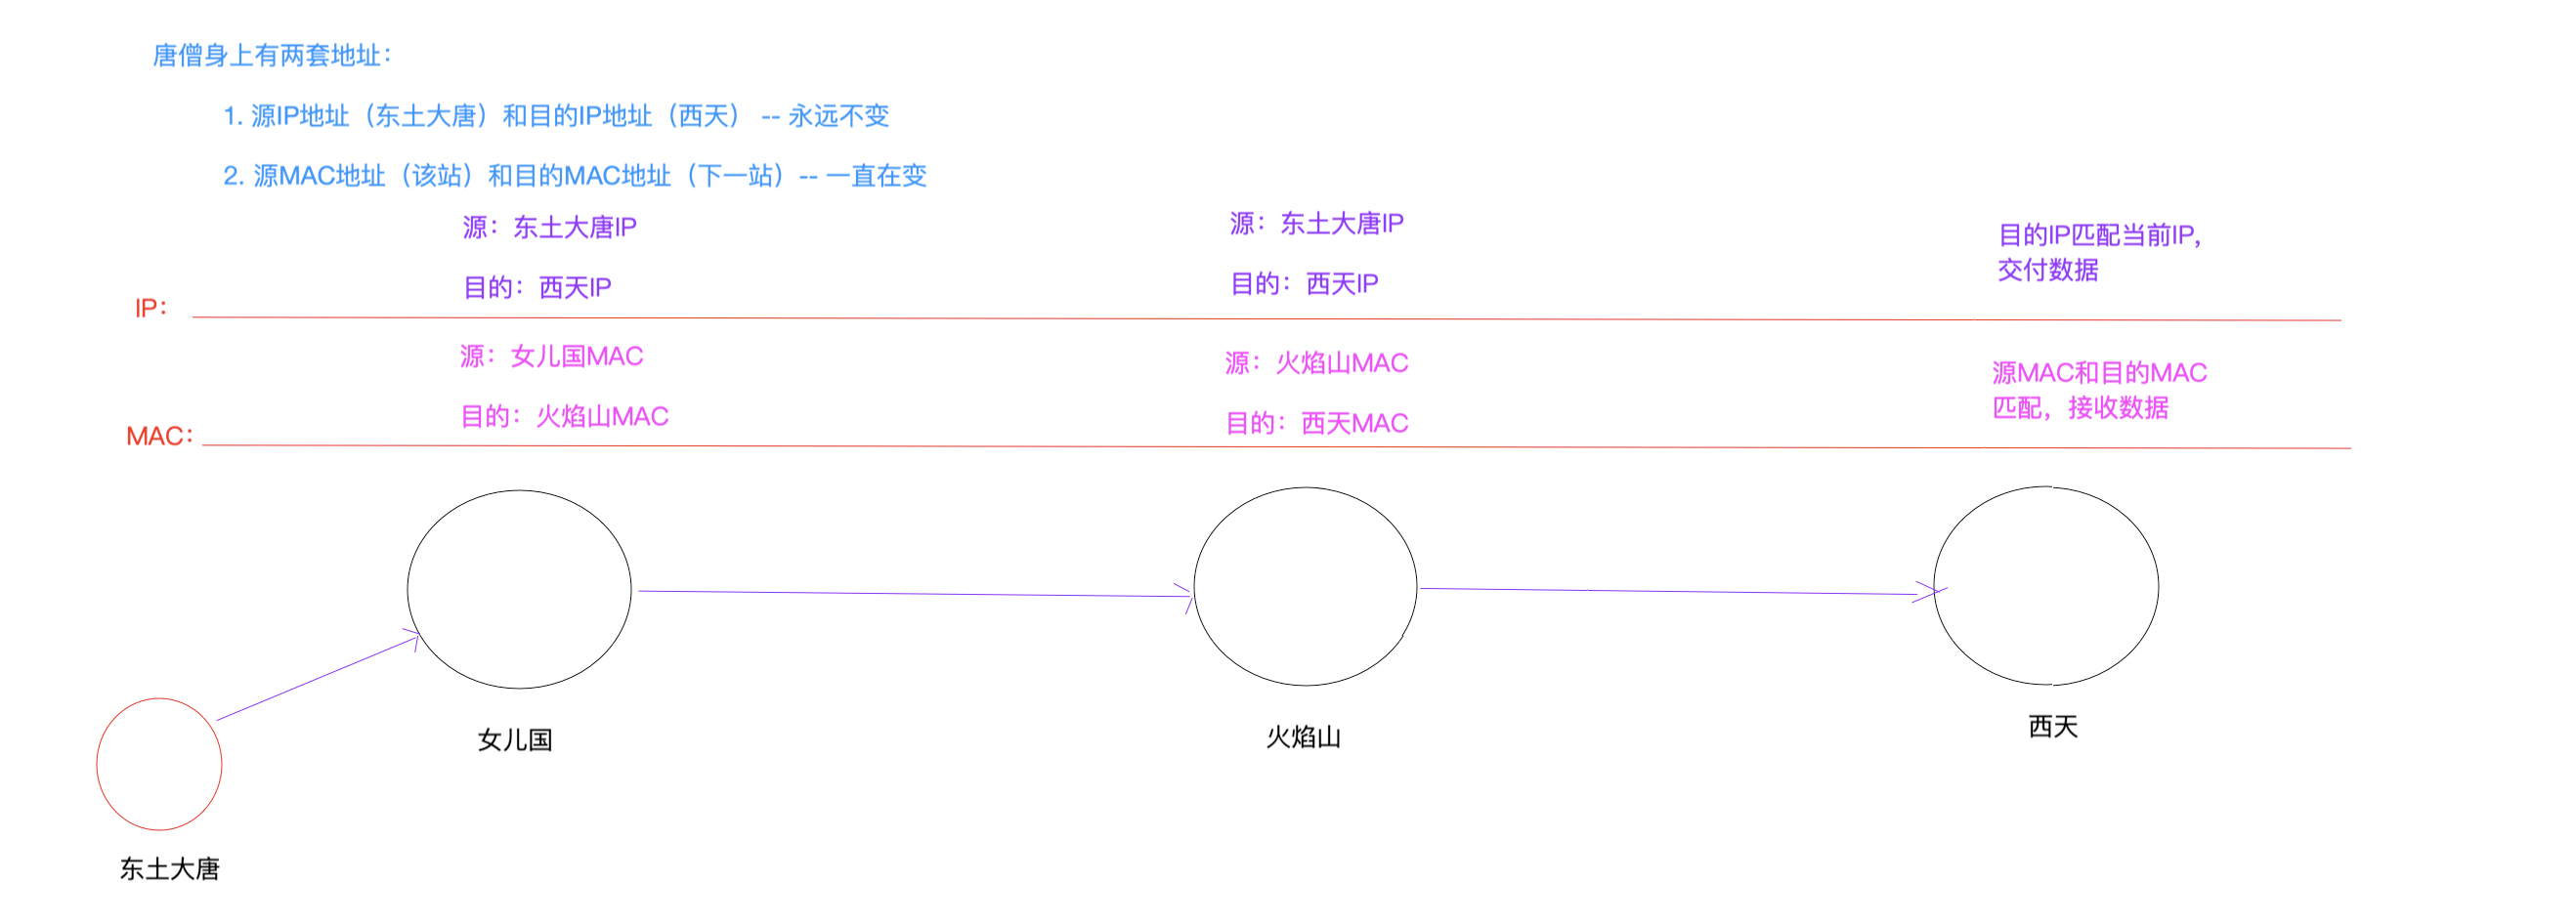 唐僧身上有两套地址：
1. 源IP地址（东土大唐）和目的IP地址（西天） -- 永远不变
2. 源MAC地址（该站）和目的MAC地址（下一站）-- 一直在变
源：东土大唐IP
目的：西天IP
源：东土大唐IP
目的：西天IP
目的IP匹配当前IP，
交付数据
IP：
源：女儿国MAC
目的：火焰山MAC
源：火焰山MAC
目的：西天MAC
源MAC和目的MAC
匹配，接收数据
MAC：
女儿国
火焰山
西天
东土大唐